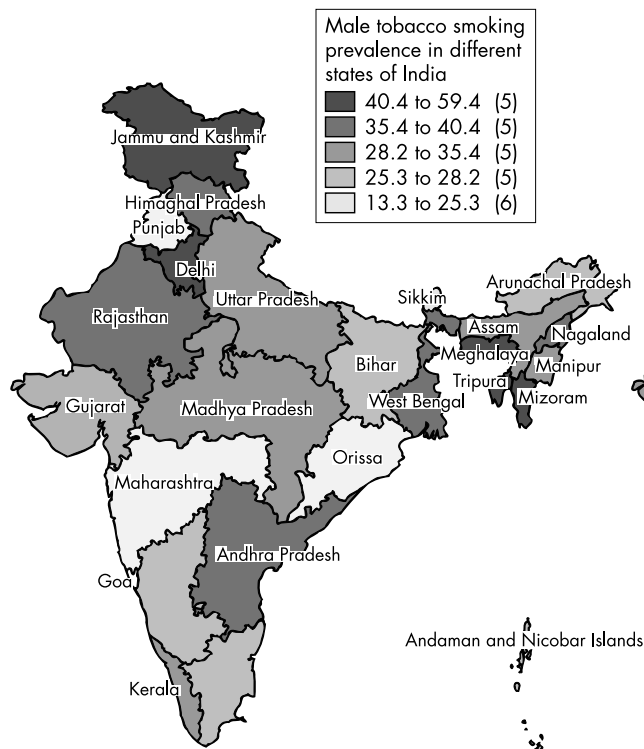 Male tobacco smoking
prevalence in different
states of India
40.4 to 59.4 (5)
35.4 to 40.4 (5)
28.2 to 35.4 (5)
25.3 to 28.2 (5)
13.3 to 25.3 (6)
Jammu and Kashmir
Himaghal Pradesh
Punjab
Delhi
Uttar Pradesh
Rajasthan
Sikkim
Arunachal Pradesh
Assam
Nagaland
Meghalaya
Manipur
Bihar
Tripura
Mizoram
West Bengal
Gujarat
Madhya Pradesh
Orissa
Maharashtra
Andhra Pradesh
Goa
Andaman and Nicobar Islands
Kerala